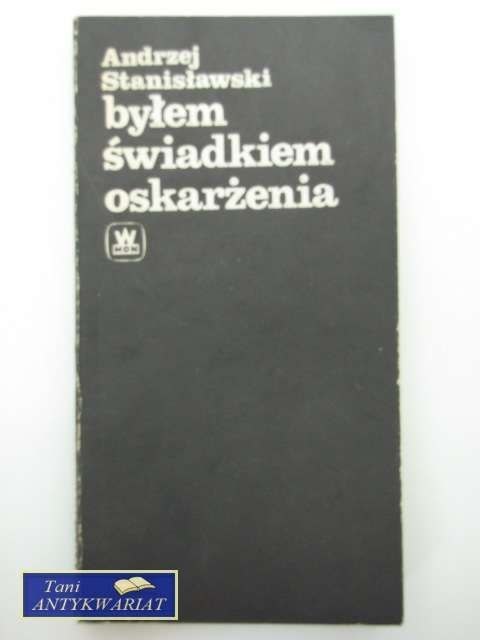 Andrzej
Stanisławski
byłem
świadkiem
oskarżenia
W
MON
Tani
ANTYKWARIAT